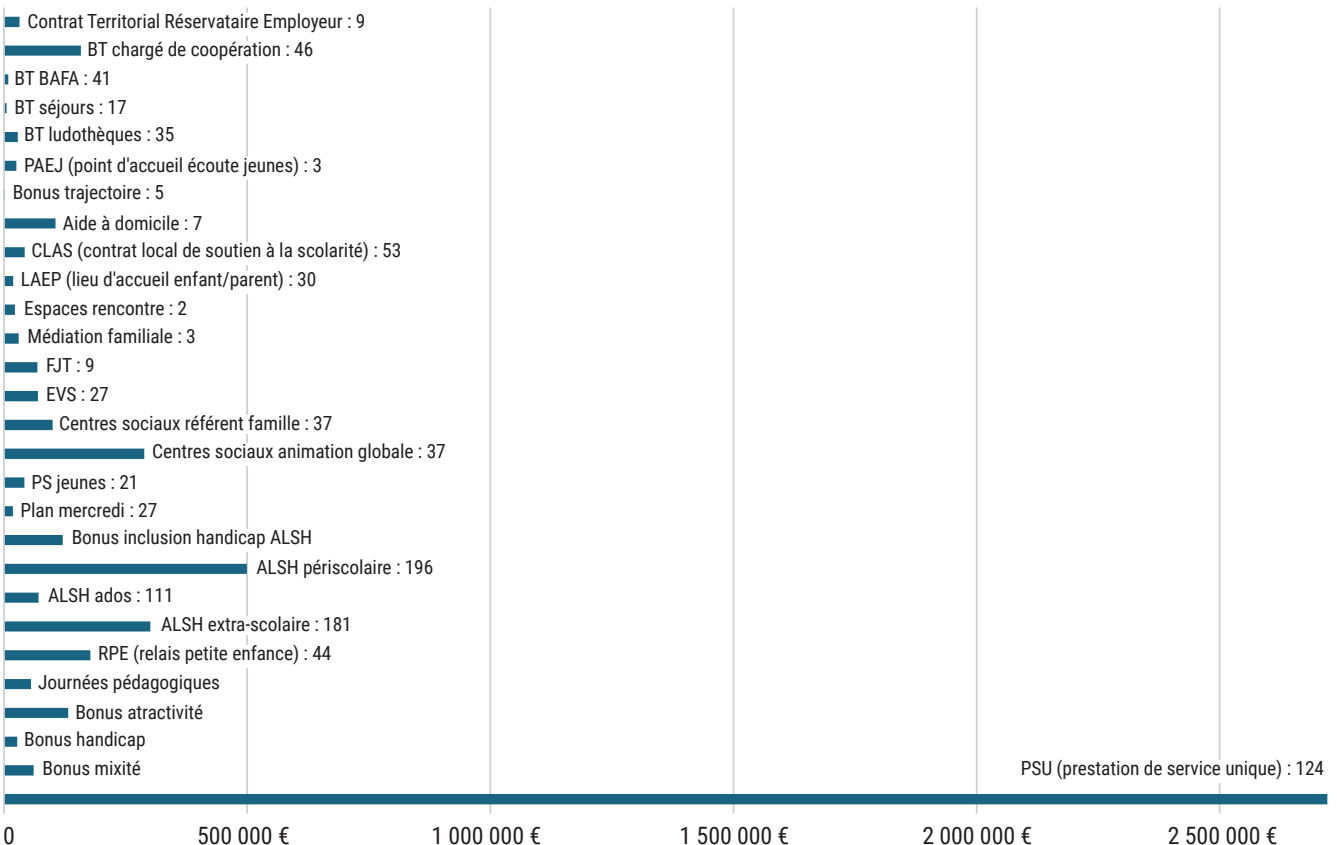 Contrat Territorial Réservataire Employeur : 9
BT chargé de coopération : 46
BT BAFA : 41
BT séjours : 17
BT ludothèques : 35
PAEJ (point d'accueil écoute jeunes) : 3
Bonus trajectoire : 5
Aide à domicile : 7
CLAS (contrat local de soutien à la scolarité) : 53
LAEP (lieu d'accueil enfant/parent) : 30
Espaces rencontre : 2
Médiation familiale : 3
FJT : 9
EVS : 27
Centres sociaux référent famille : 37
Centres sociaux animation globale : 37
PS jeunes : 21
Plan mercredi : 27
Bonus inclusion handicap ALSH
ALSH périscolaire : 196
ALSH ados : 111
ALSH extra-scolaire : 181
RPE (relais petite enfance) : 44
Journées pédagogiques
Bonus atractivité
Bonus handicap
Bonus mixité
PSU (prestation de service unique) : 124
0 500 000 € 1 000 000 € 1 500 000 € 2 000 000 € 2 500 000 €